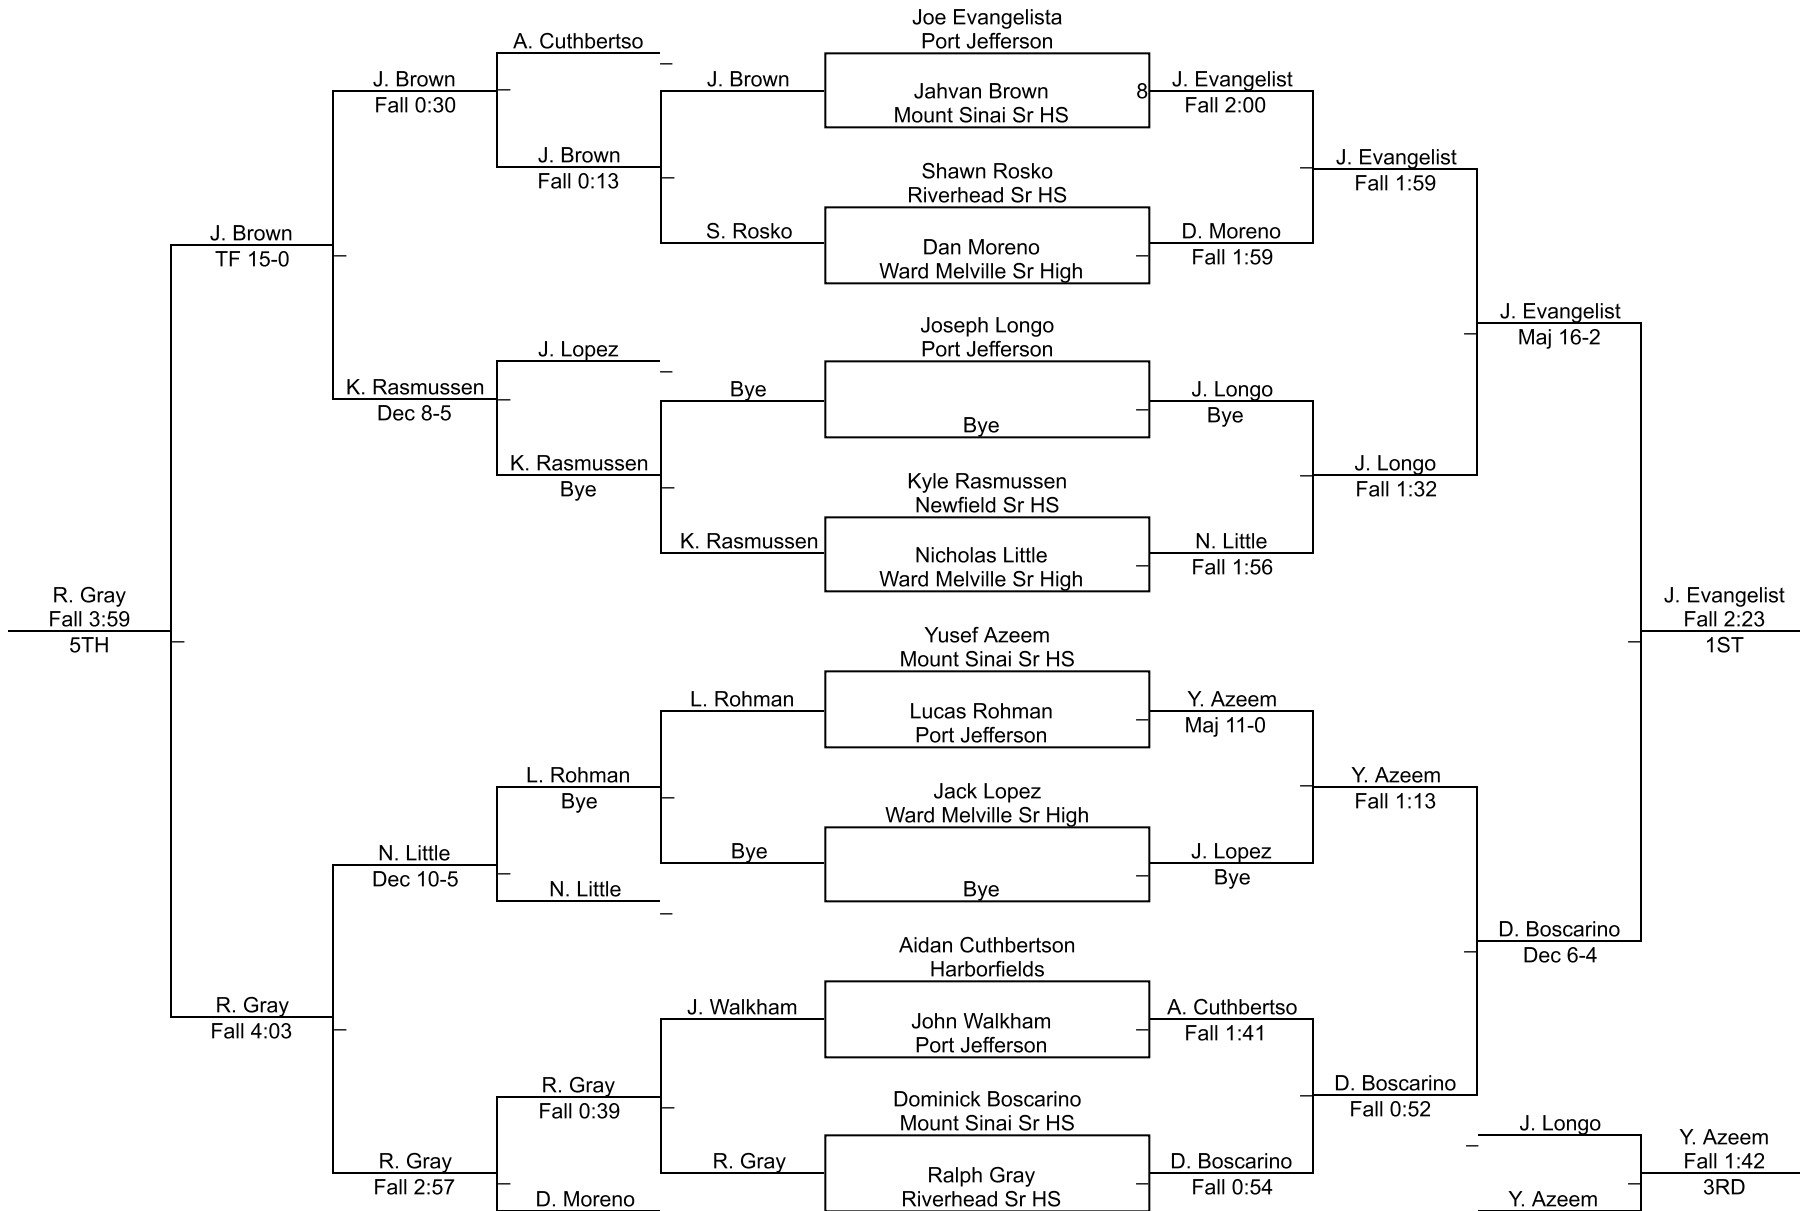 Joe Evangelista
Port Jefferson
A. Cuthbertso
J. Brown
Fall 0:30
J. Brown
Jahvan Brown
8
Mount Sinai Sr HS
J. Evangelist
Fall 2:00
J. Brown
Fall 0:13
Shawn Rosko
Riverhead Sr HS
J. Evangelist
Fall 1:59
J. Brown
TF 15-0
S. Rosko
Dan Moreno
Ward Melville Sr High
D. Moreno
Fall 1:59
Joseph Longo
Port Jefferson
J. Evangelist
Maj 16-2
J. Lopez
K. Rasmussen
Dec 8-5
Bye
Bye
J. Longo
Bye
K. Rasmussen
Bye
Kyle Rasmussen
Newfield Sr HS
J. Longo
Fall 1:32
K. Rasmussen
Nicholas Little
Ward Melville Sr High
N. Little
Fall 1:56
R. Gray
Fall 3:59
5TH
J. Evangelist
Fall 2:23
1ST
Yusef Azeem
Mount Sinai Sr HS
L. Rohman
Lucas Rohman
Port Jefferson
Y. Azeem
Maj 11-0
L. Rohman
Bye
Jack Lopez
Ward Melville Sr High
Y. Azeem
Fall 1:13
N. Little
Dec 10-5
Bye
Bye
J. Lopez
Bye
N. Little
Aidan Cuthbertson
Harborfields
D. Boscarino
Dec 6-4
R. Gray
Fall 4:03
J. Walkham
John Walkham
Port Jefferson
A. Cuthbertso
Fall 1:41
R. Gray
Fall 0:39
Dominick Boscarino
Mount Sinai Sr HS
D. Boscarino
Fall 0:52
R. Gray
Fall 2:57
R. Gray
Ralph Gray
Riverhead Sr HS
D. Boscarino
Fall 0:54
J. Longo
Y. Azeem
Fall 1:42
3RD
D. Moreno
Y. Azeem